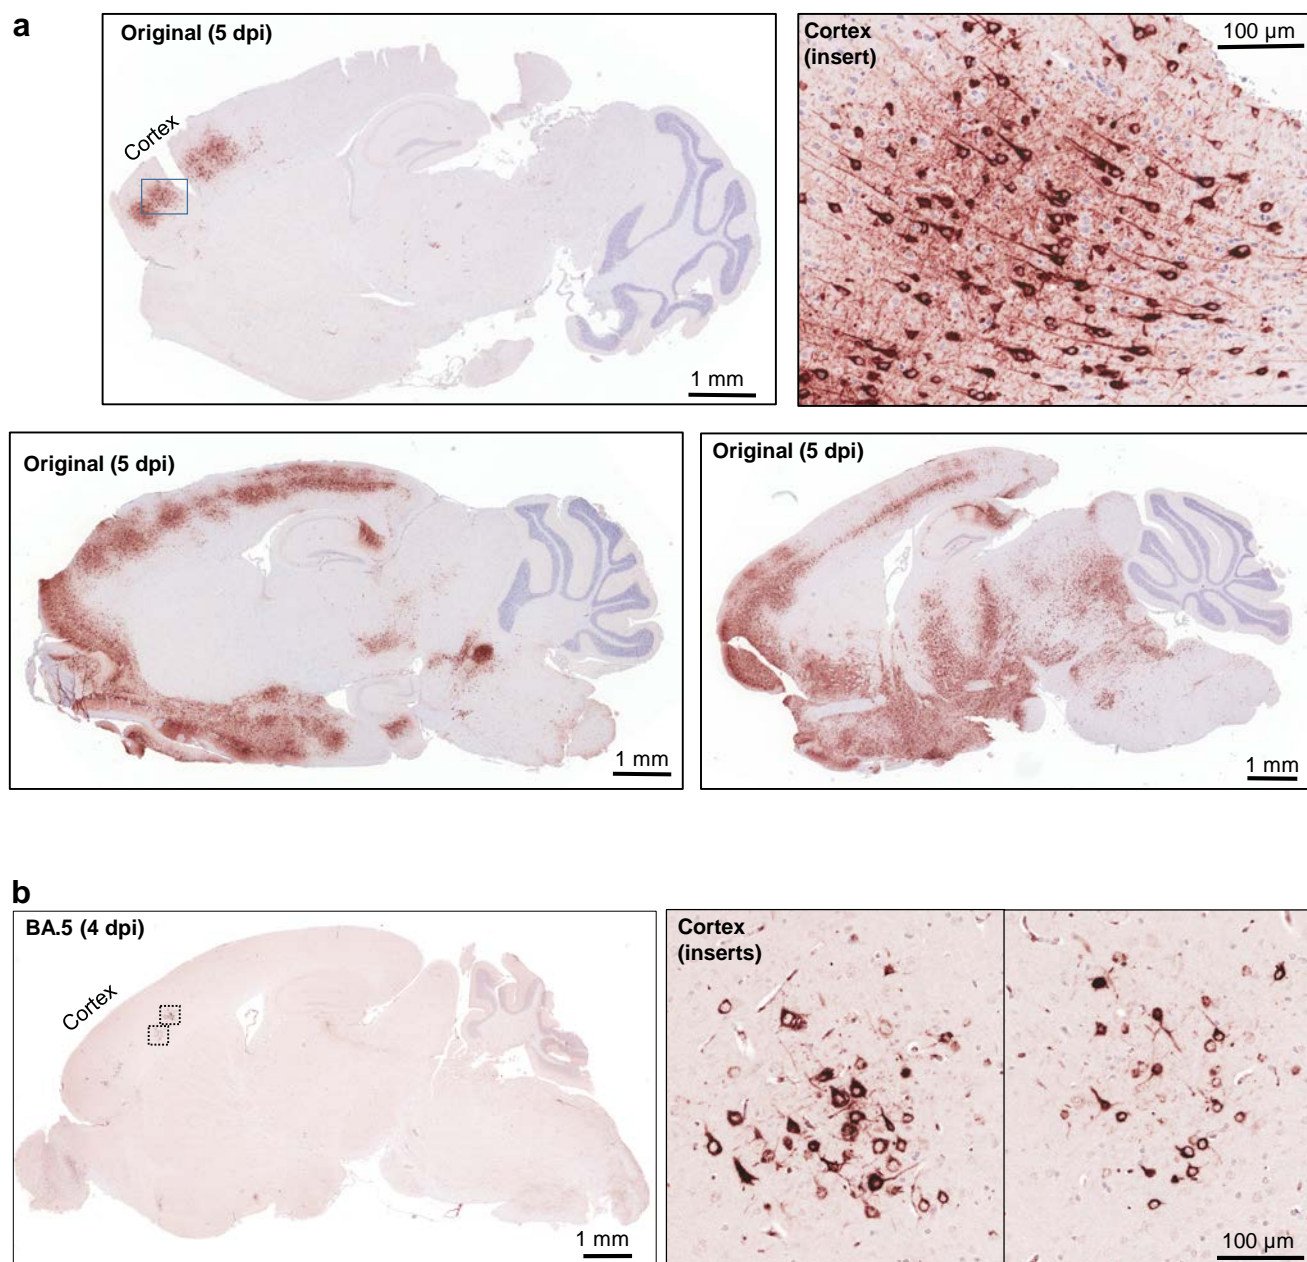 a
Original (5 dpi)
Cortex
1 mm
Cortex
(insert)
100 µm
Original (5 dpi)
1 mm
Original (5 dpi)
1 mm
b
BA.5 (4 dpi)
Cortex
1 mm
Cortex
(inserts)
100 µm